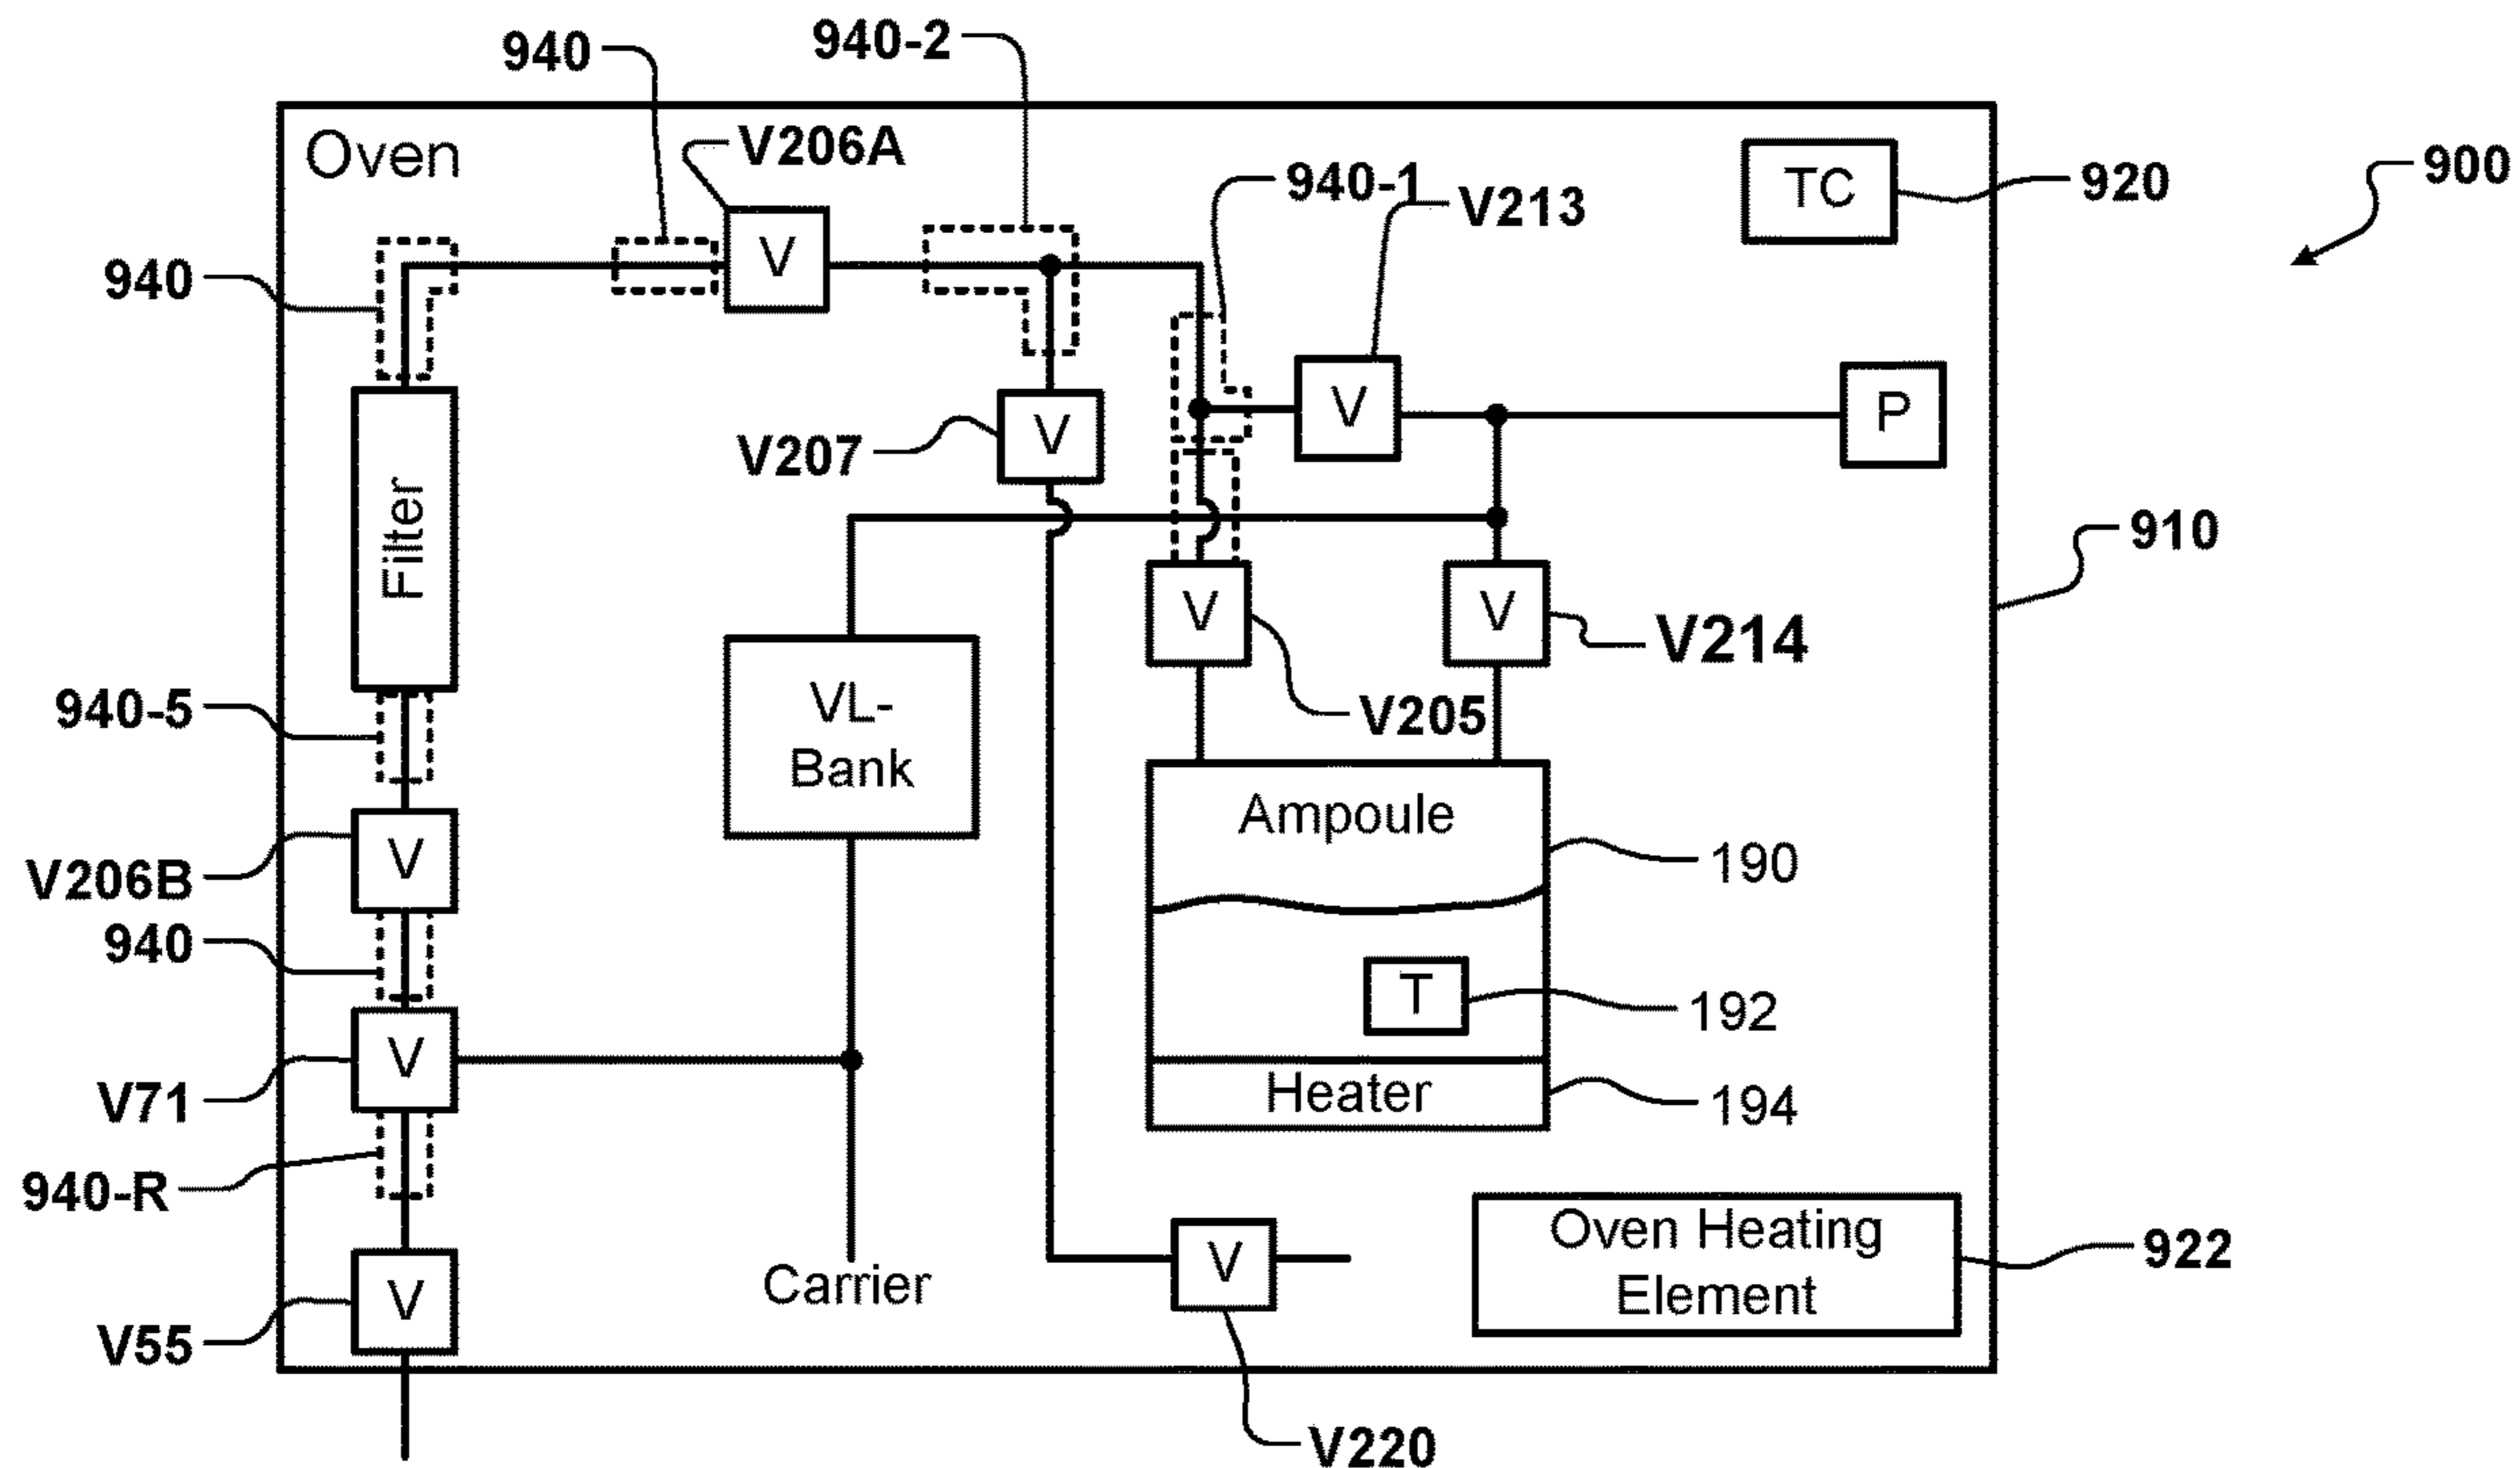 940
940-2
Oven
V206A
940-1
V213
TC
920
900
V
940
V
P
V207
V
Filter
910
V
V
V214
940-5
VL-
Bank
V205
Ampoule
190
V206B
V
940
T
192
V71
V
Heater
194
940-R
Oven Heating
Element
922
V
Carrier
V
V55
V220